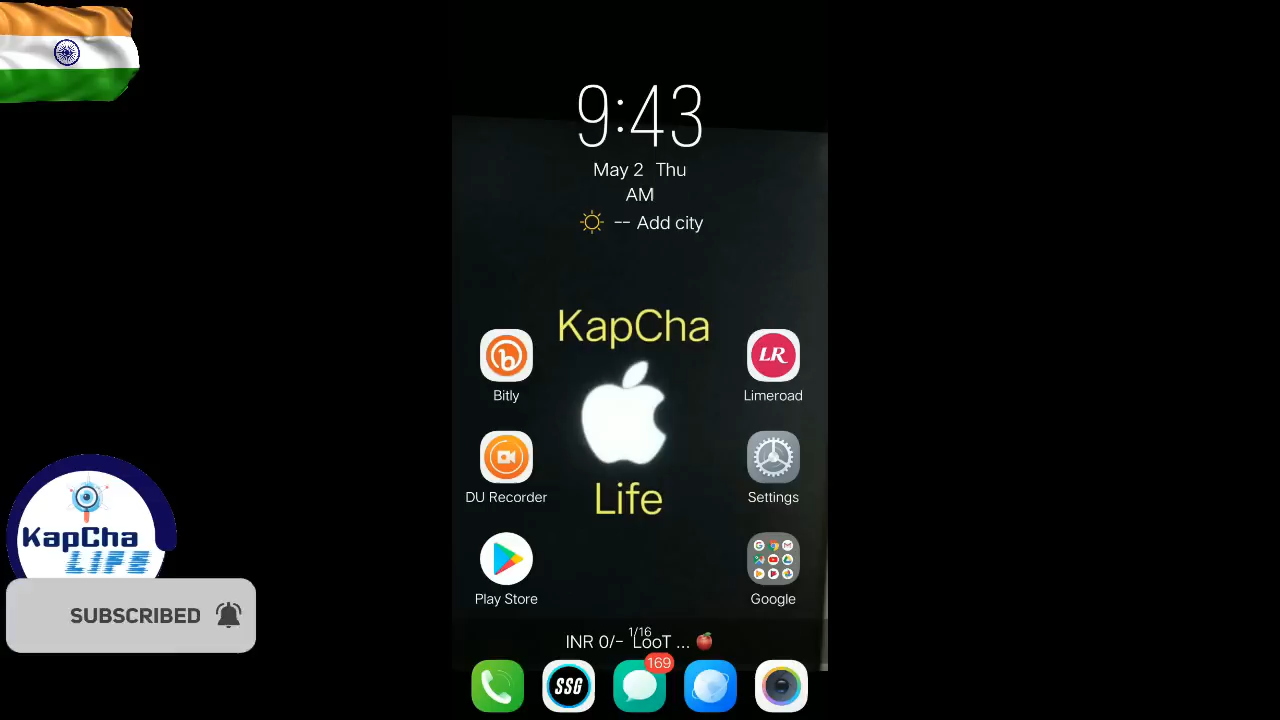 9:43
May 2 Thu
AM
-- Add city
KapCha
Bitly
LR
Limeroad
DU Recorder
Life
Settings
Play Store
Google
1/16
INR 0/- LooT ...
169
SSG
KapCha
LIFE
SUBSCRIBED